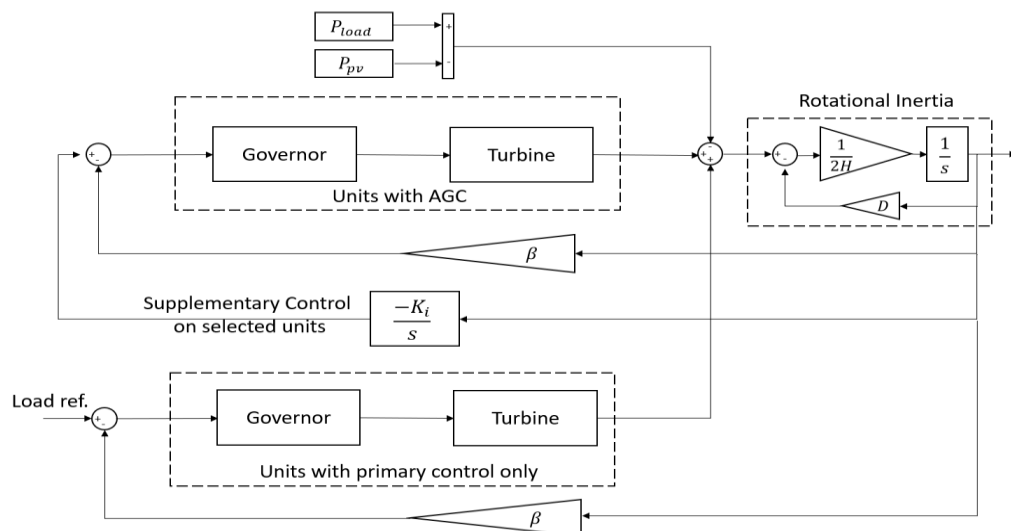 P_load
+
P_pv
-
Rotational Inertia
+
-
Governor
Turbine
+
-
+
+
-
1
2H
1
s
Units with AGC
D
β
Supplementary Control
on selected units
-K_i
s
Load ref.
+
-
Governor
Turbine
Units with primary control only
β